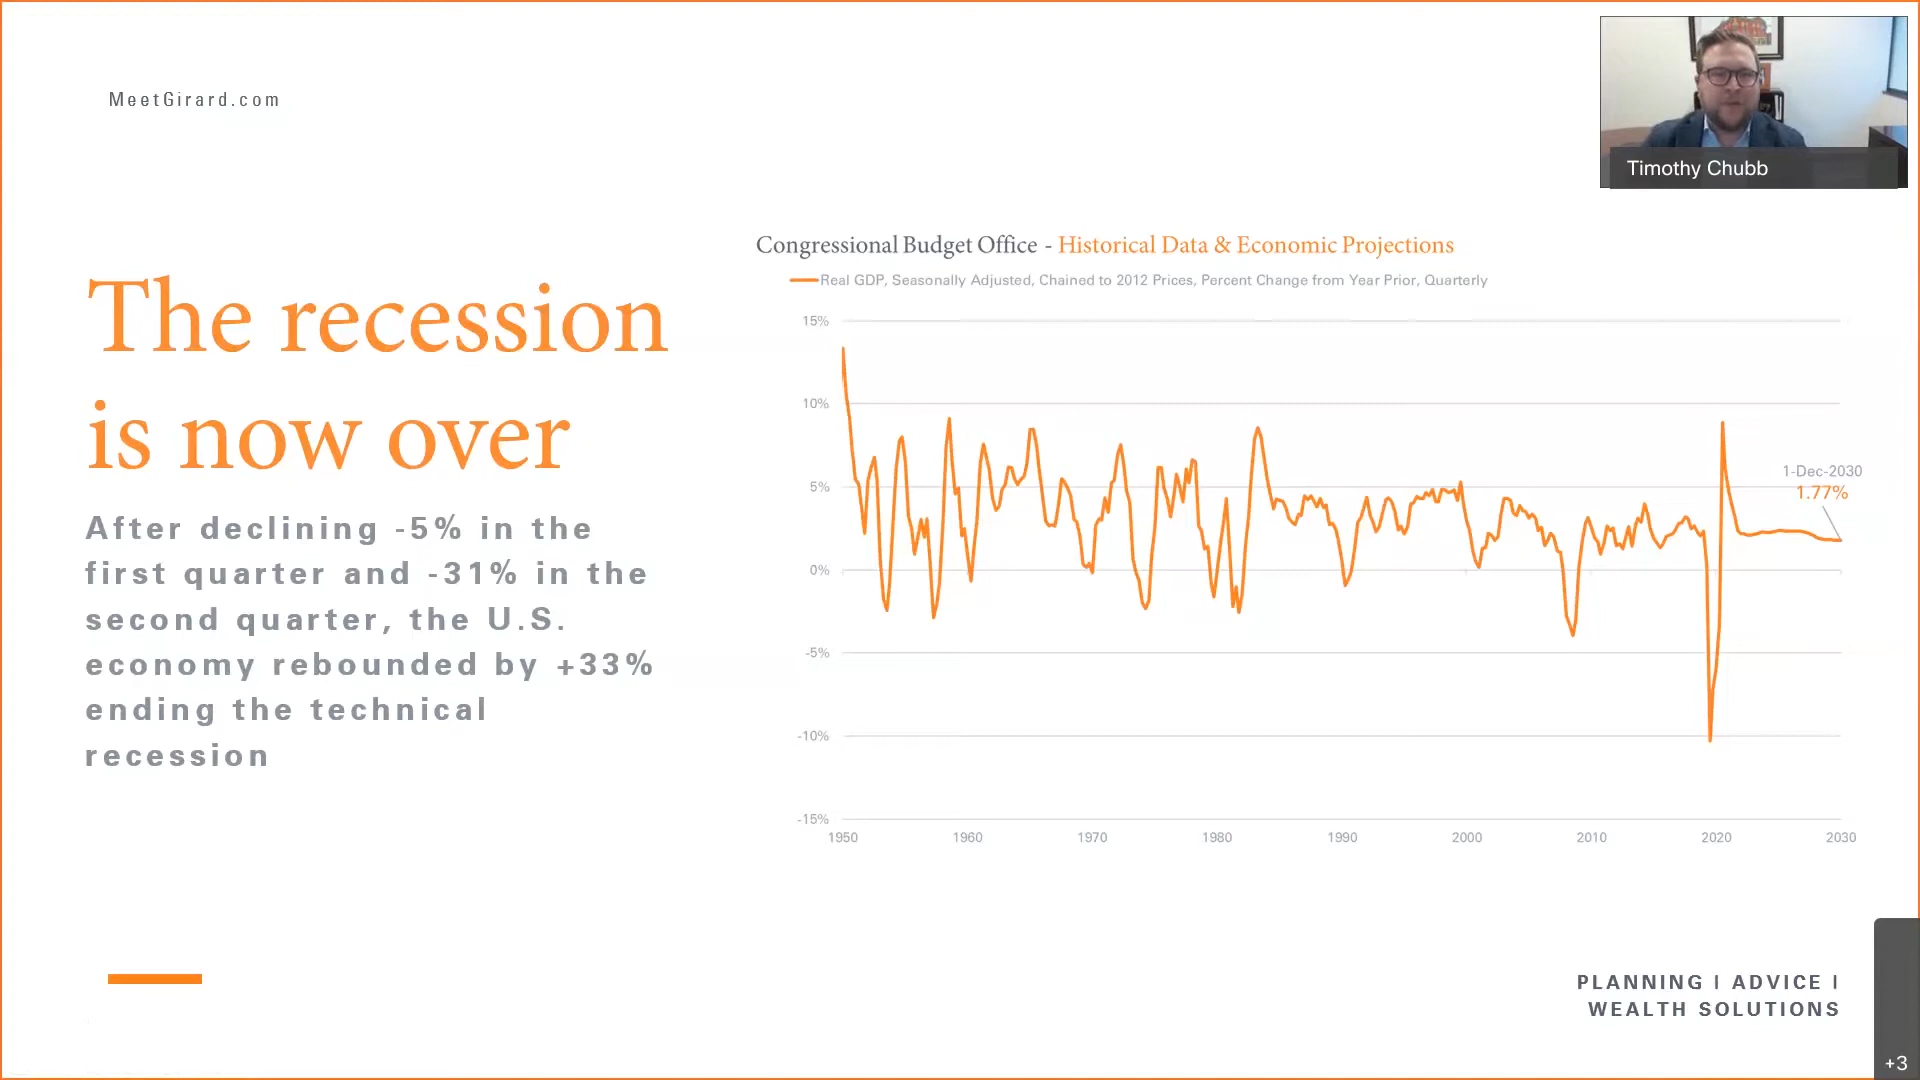 MeetGirard.com
Timothy Chubb
The recession
is now over
After declining -5% in the
first quarter and -31% in the
second quarter, the U.S.
economy rebounded by +33%
ending the technical
recession
Congressional Budget Office - Historical Data & Economic Projections
Real GDP, Seasonally Adjusted, Chained to 2012 Prices, Percent Change from Year Prior, Quarterly
15%
10%
5%
0%
-5%
-10%
-15%
1950 1960 1970 1980 1990 2000 2010 2020 2030
1-Dec-2030
1.77%
PLANNING | ADVICE |
WEALTH SOLUTIONS
+3